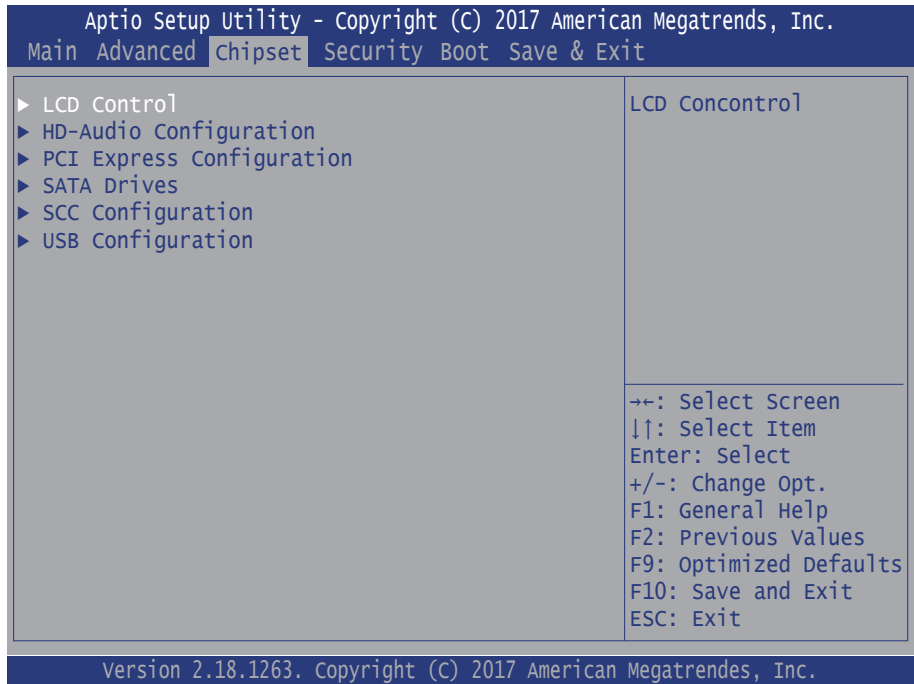 Aptio Setup Utility - Copyright (C) 2017 American Megatrends, Inc.
Main Advanced Chipset Security Boot Save & Exit
▶ LCD Control
▶ HD-Audio Configuration
▶ PCI Express Configuration
▶ SATA Drives
▶ SCC Configuration
▶ USB Configuration
LCD Concontrol
→←: Select Screen
↓↑: Select Item
Enter: Select
+/-: Change Opt.
F1: General Help
F2: Previous Values
F9: Optimized Defaults
F10: Save and Exit
ESC: Exit
Version 2.18.1263. Copyright (C) 2017 American Megatrendes, Inc.